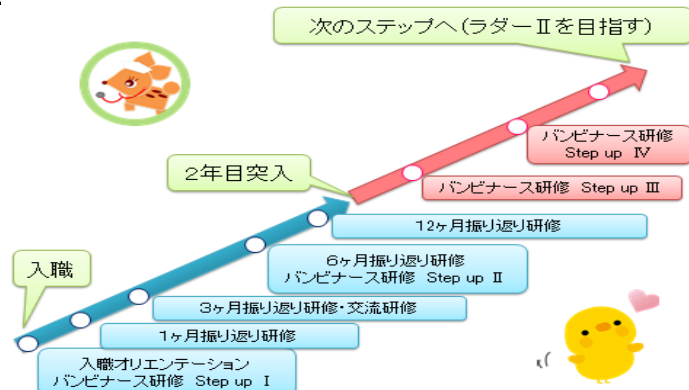 次のステップへ(ラダーⅡを目指す)
バンビナース研修
Step up Ⅳ
2年目突入
バンビナース研修 Step up Ⅲ
12ヶ月振り返り研修
6ヶ月振り返り研修
バンビナース研修 Step up Ⅱ
入職
3ヶ月振り返り研修・交流研修
1ヶ月振り返り研修
入職オリエンテーション
バンビナース研修 Step up Ⅰ